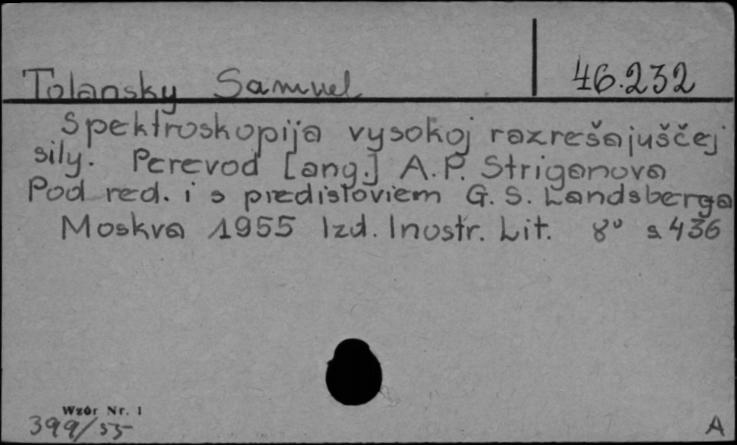 Tolansky Samuel 46.232
Spektroskopija vysokoj razrešajuščej
sily. Perevod [ang.] A.P. Striganova
Pod red. i s predisloviem G.S. Landsberga
Moskva 1955 Izd. Inostr. Lit. 8° s 436
Wzór Nr. 1
399/55
A